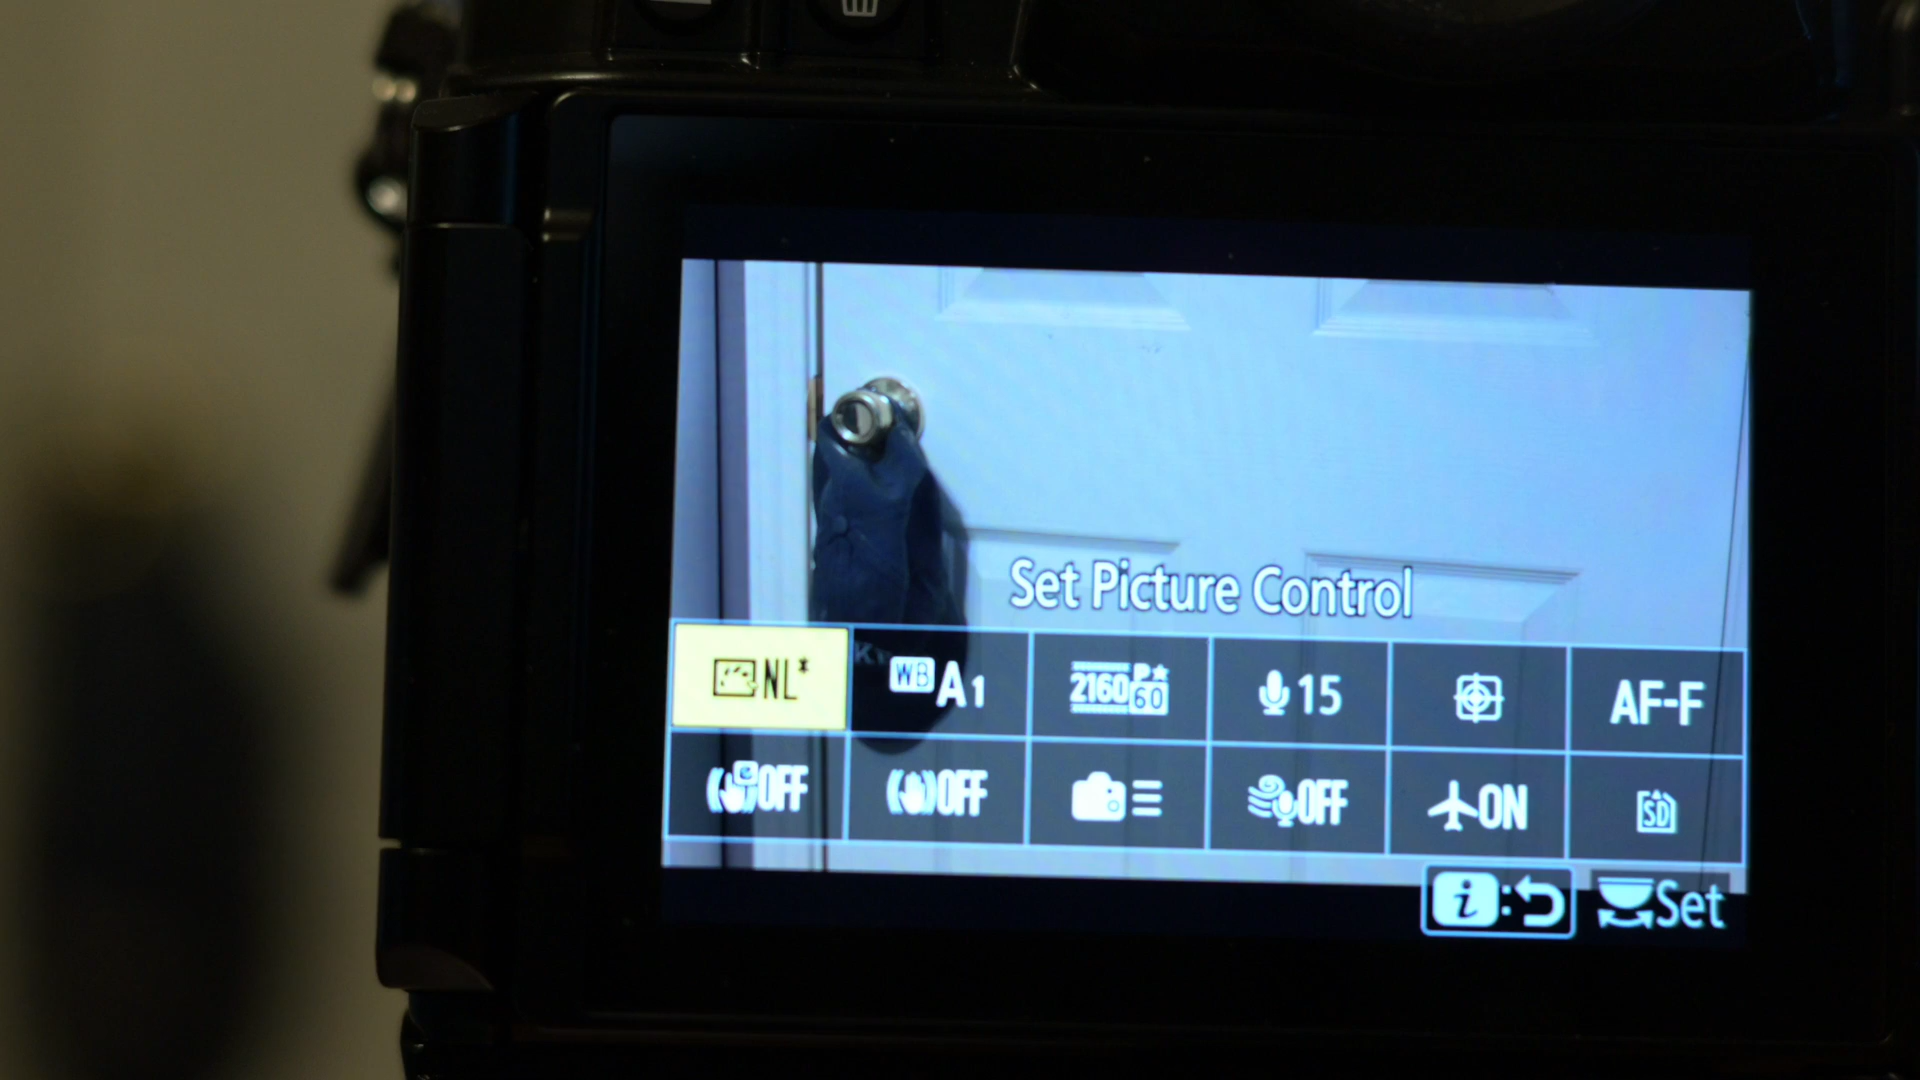 Set Picture Control
NL* WB A1 2160 P★ 60 15 AF-F
OFF OFF OFF ON SD
i: Set